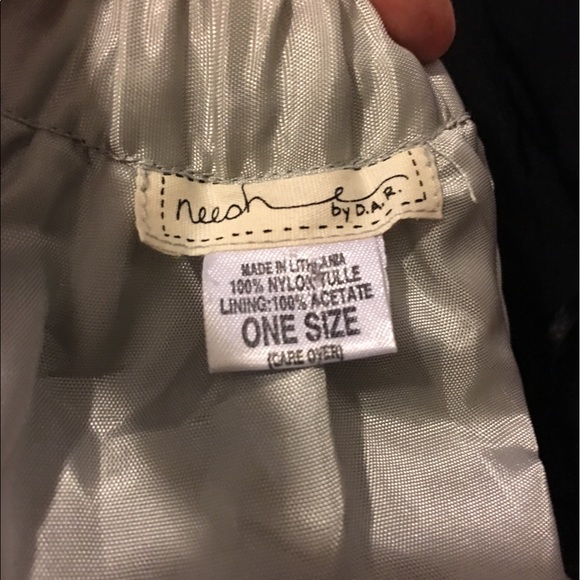 neesh
by D.A.R.
MADE IN LITHUANIA
100% NYLON TULLE
LINING:100% ACETATE
ONE SIZE
(CARE OVER)